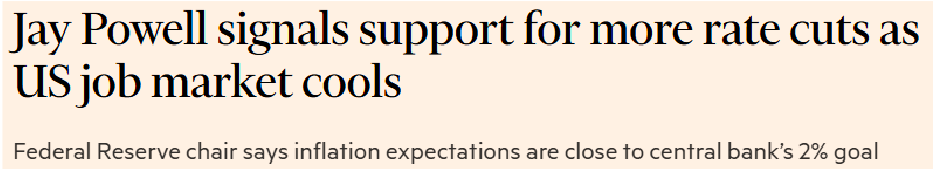 Jay Powell signals support for more rate cuts as
US job market cools
Federal Reserve chair says inflation expectations are close to central bank’s 2% goal